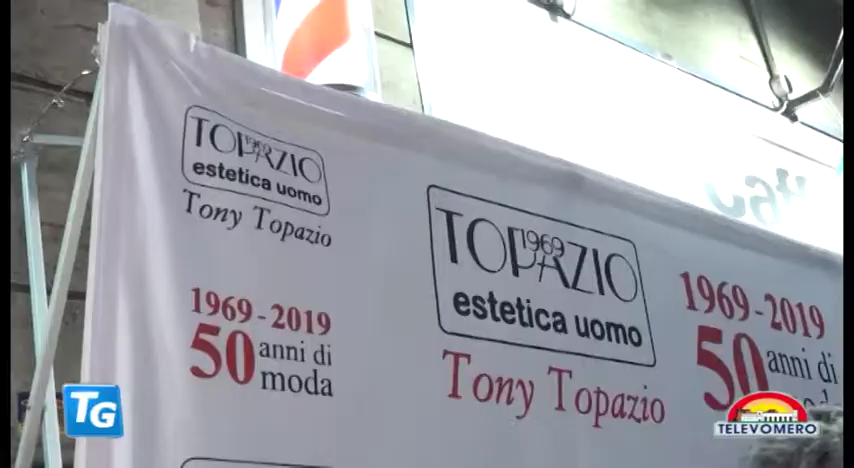 TOPAZIO
1969
estetica uomo
Tony Topazio
1969-2019
50 anni di
moda
TOPAZIO
1969
estetica uomo
Tony Topazio
1969-2019
50 anni di
TG
TELEVOMERO